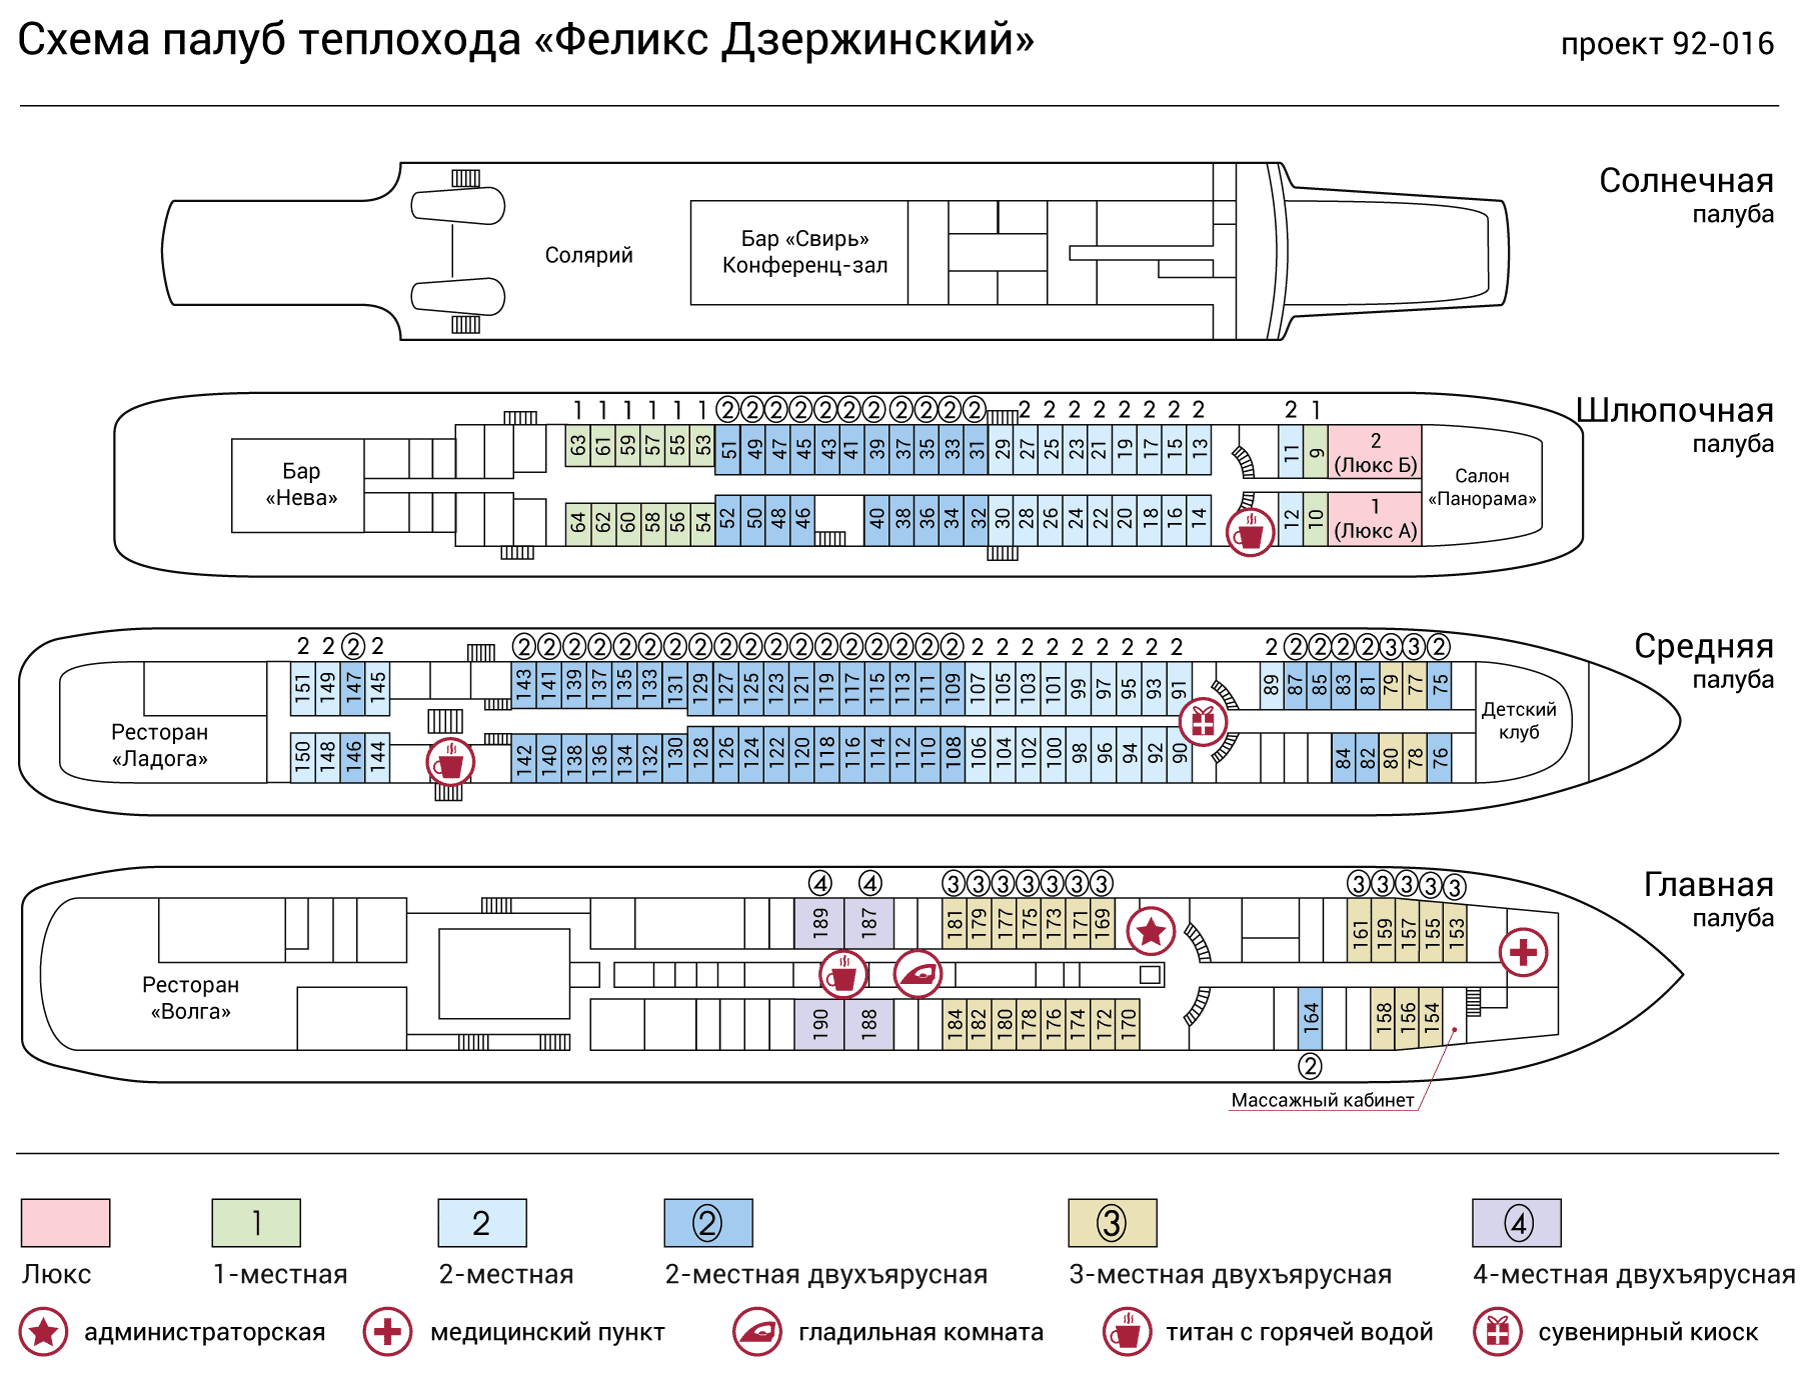 Схема палуб теплохода «Феликс Дзержинский»
проект 92-016
Солнечная
палуба
Солярий
Бар «Свирь»
Конференц-зал
Шлюпочная
палуба
1 1 1 1 1 1 2 2 2 2 2 2 2 2 2 2 2 2 2 2 2 2 2 2 2 2 2 1
63 61 59 57 55 53 51 49 47 45 43 41 39 37 35 33 31 29 27 25 23 21 19 17 15 13 11 9
2
(Люкс Б)
Бар
«Нева»
Салон
«Панорама»
64 62 60 58 56 54 52 50 48 46 40 38 36 34 32 30 28 26 24 22 20 18 16 14 12 10
1
(Люкс А)
Средняя
палуба
2 2 2 2 2 2 2 2 2 2 2 2 2 2 2 2 2 2 2 2 2 2 2 2 2 2 2 2 2 2 2 2 2 2 2 2 3 3 2
151 149 147 145 143 141 139 137 135 133 131 129 127 125 123 121 119 117 115 113 111 109 107 105 103 101 99 97 95 93 91 89 87 85 83 81 79 77 75
Ресторан
«Ладога»
Детский
клуб
150 148 146 144 142 140 138 136 134 132 130 128 126 124 122 120 118 116 114 112 110 108 106 104 102 100 98 96 94 92 90 84 82 80 78 76
Главная
палуба
4 4 3 3 3 3 3 3 3 3 3 3 3 3
189 187 181 179 177 175 173 171 169 161 159 157 155 153
Ресторан
«Волга»
190 188 184 182 180 178 176 174 172 170 164 158 156 154
2
Массажный кабинет
1 2 2 3 4
Люкс 1-местная 2-местная 2-местная двухъярусная 3-местная двухъярусная 4-местная двухъярусная
администраторская медицинский пункт гладильная комната титан с горячей водой сувенирный киоск